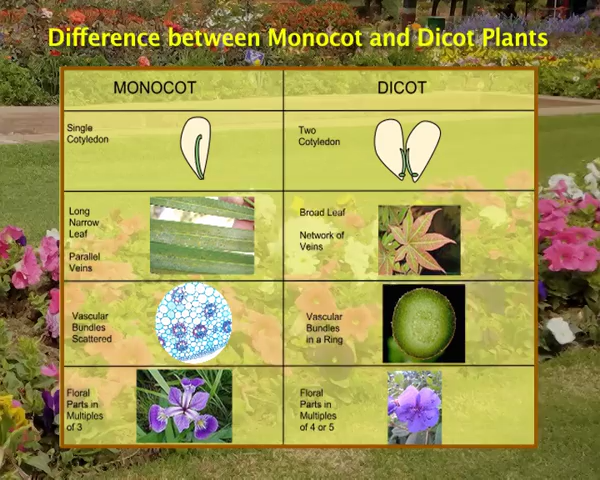 Difference between Monocot and Dicot Plants
MONOCOT
DICOT
Single
Cotyledon
Two
Cotyledon
Long
Narrow
Leaf
Parallel
Veins
Broad Leaf
Network of
Veins
Vascular
Bundles
Scattered
Vascular
Bundles
in a Ring
Floral
Parts in
Multiples
of 3
Floral
Parts in
Multiples
of 4 or 5